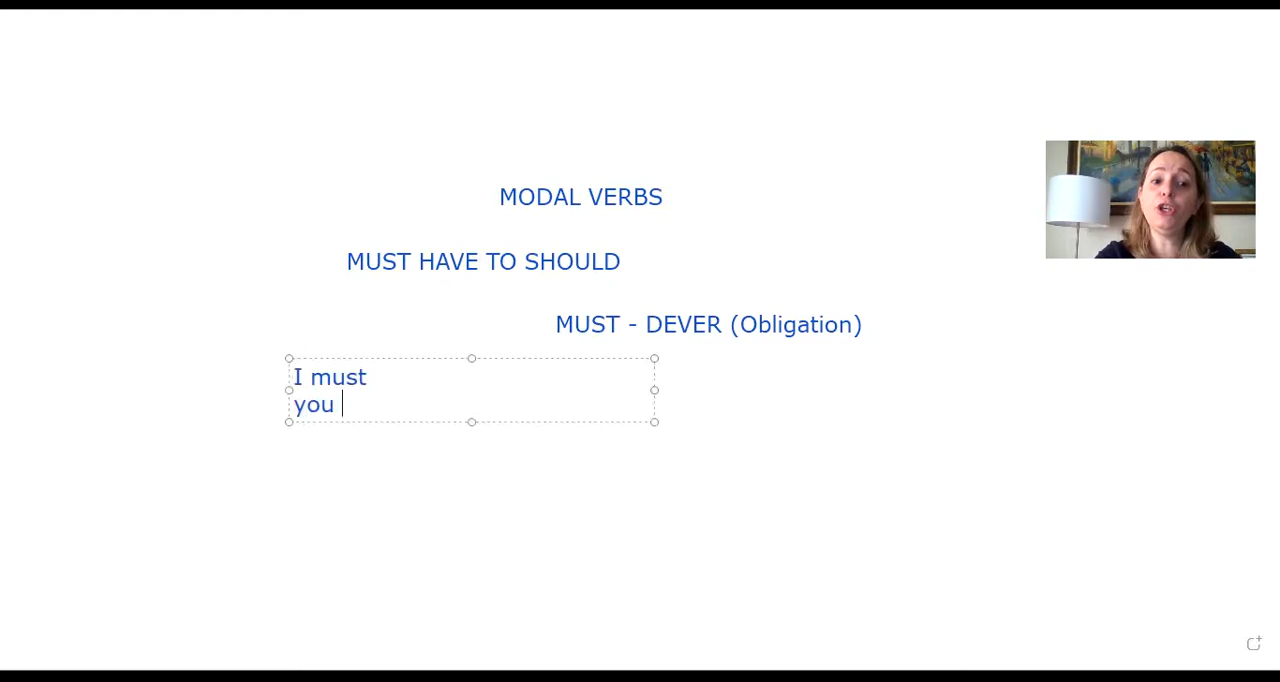 MODAL VERBS
MUST HAVE TO SHOULD
MUST - DEVER (Obligation)
I must
you